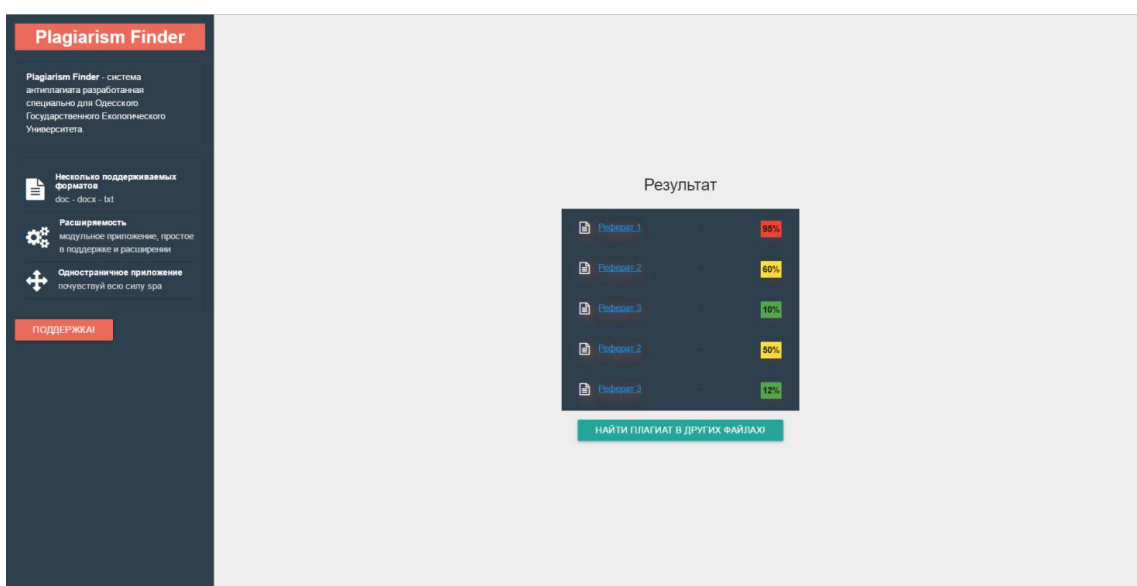 Plagiarism Finder
Plagiarism Finder - система
антиплагиата разработанная
специально для Одесского
Государственного Екологического
Университета.
Несколько поддерживаемых
форматов
doc - docx - txt
Расширяемость
модульное приложение, простое
в поддержке и расширении
Одностраничное приложение
почувствуй всю силу spa
ПОДДЕРЖКА!
Результат
Реферат 1 - 95%
Реферат 2 - 60%
Реферат 3 - 10%
Реферат 2 - 50%
Реферат 3 - 12%
НАЙТИ ПЛАГИАТ В ДРУГИХ ФАЙЛАХ!